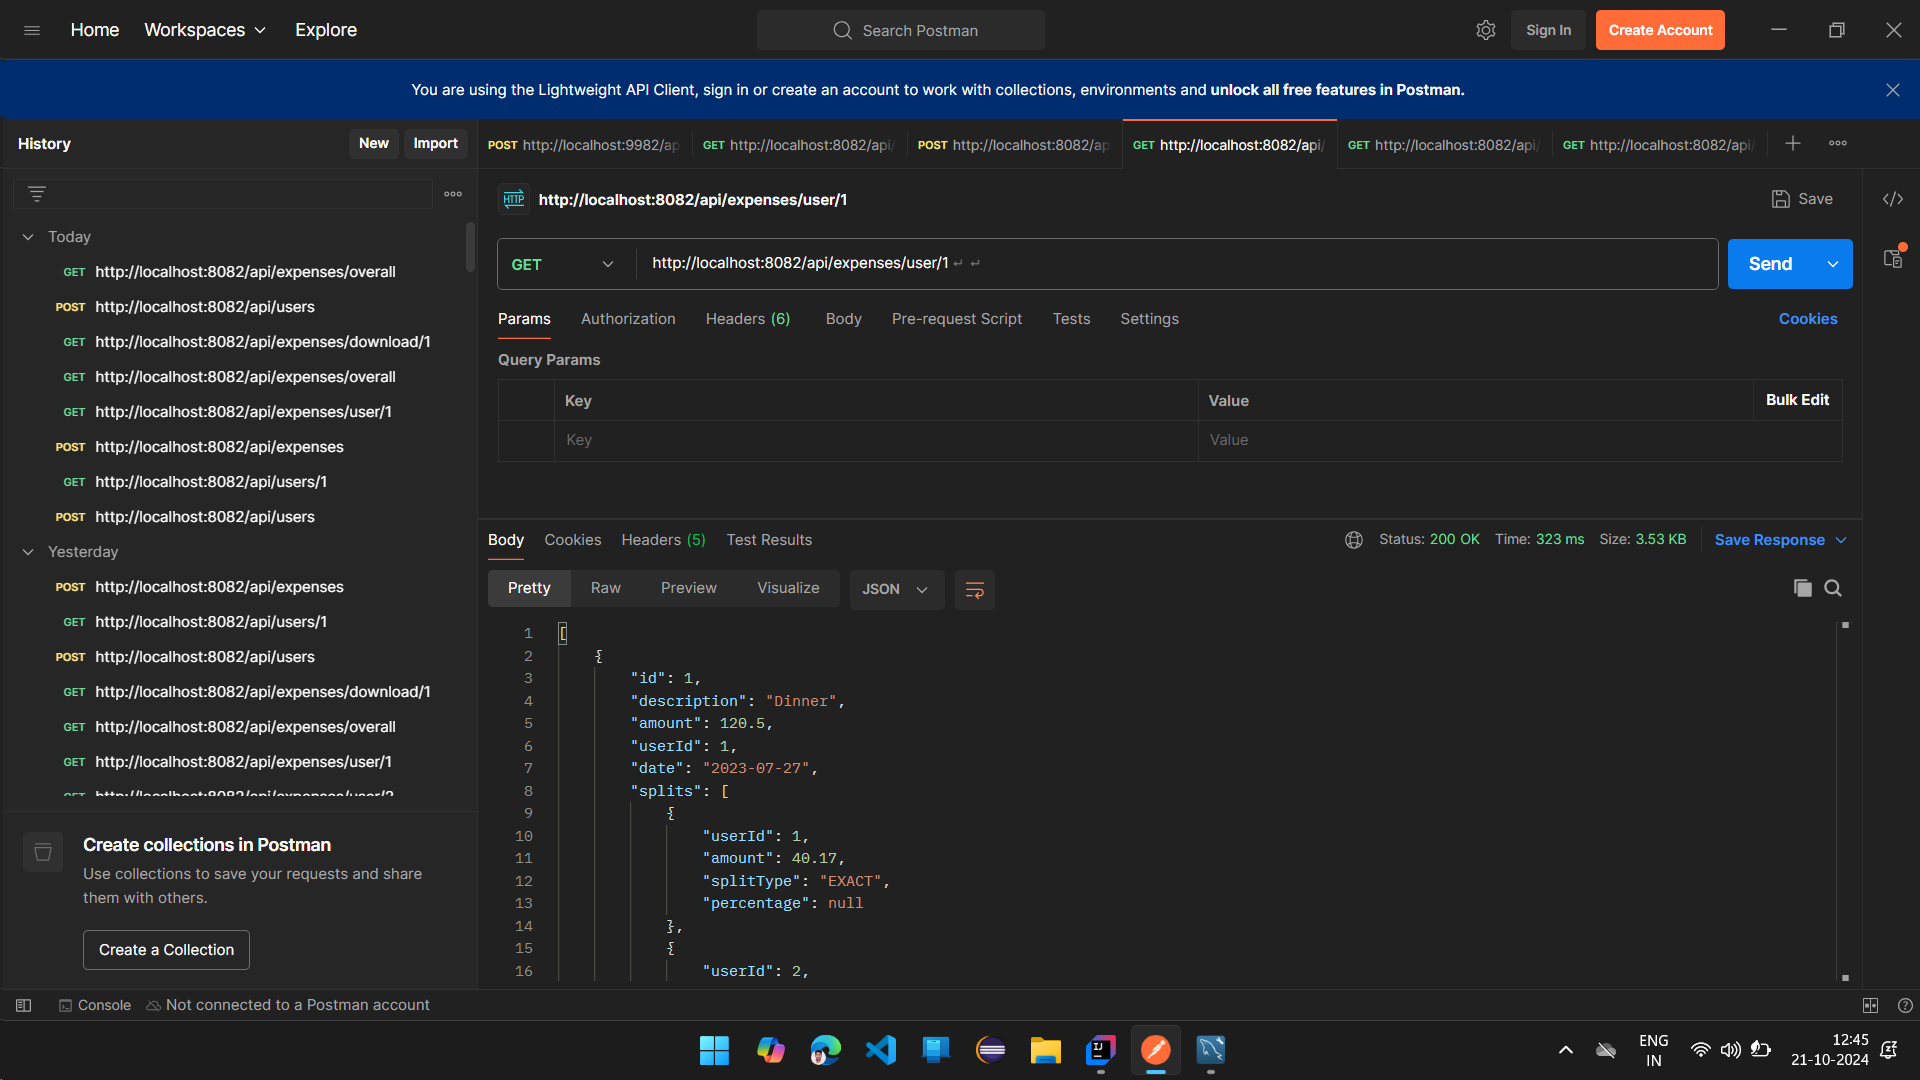 Home Workspaces Explore
Search Postman
Sign In Create Account
You are using the Lightweight API Client, sign in or create an account to work with collections, environments and unlock all free features in Postman.
History New Import
Today
GET http://localhost:8082/api/expenses/overall
POST http://localhost:8082/api/users
GET http://localhost:8082/api/expenses/download/1
GET http://localhost:8082/api/expenses/overall
GET http://localhost:8082/api/expenses/user/1
POST http://localhost:8082/api/expenses
GET http://localhost:8082/api/users/1
POST http://localhost:8082/api/users
Yesterday
POST http://localhost:8082/api/expenses
GET http://localhost:8082/api/users/1
POST http://localhost:8082/api/users
GET http://localhost:8082/api/expenses/download/1
GET http://localhost:8082/api/expenses/overall
GET http://localhost:8082/api/expenses/user/1
Create collections in Postman
Use collections to save your requests and share
them with others.
Create a Collection
POST http://localhost:9982/ap GET http://localhost:8082/api/ POST http://localhost:8082/ap GET http://localhost:8082/api/ GET http://localhost:8082/api/ GET http://localhost:8082/api/
HTTP http://localhost:8082/api/expenses/user/1 Save
GET http://localhost:8082/api/expenses/user/1 Send
Params Authorization Headers (6) Body Pre-request Script Tests Settings Cookies
Query Params
Key Value Bulk Edit
Key Value
Body Cookies Headers (5) Test Results Status: 200 OK Time: 323 ms Size: 3.53 KB Save Response
Pretty Raw Preview Visualize JSON
1 [
2 {
3 "id": 1,
4 "description": "Dinner",
5 "amount": 120.5,
6 "userId": 1,
7 "date": "2023-07-27",
8 "splits": [
9 {
10 "userId": 1,
11 "amount": 40.17,
12 "splitType": "EXACT",
13 "percentage": null
14 },
15 {
16 "userId": 2,
Console Not connected to a Postman account
ENG
IN
12:45
21-10-2024